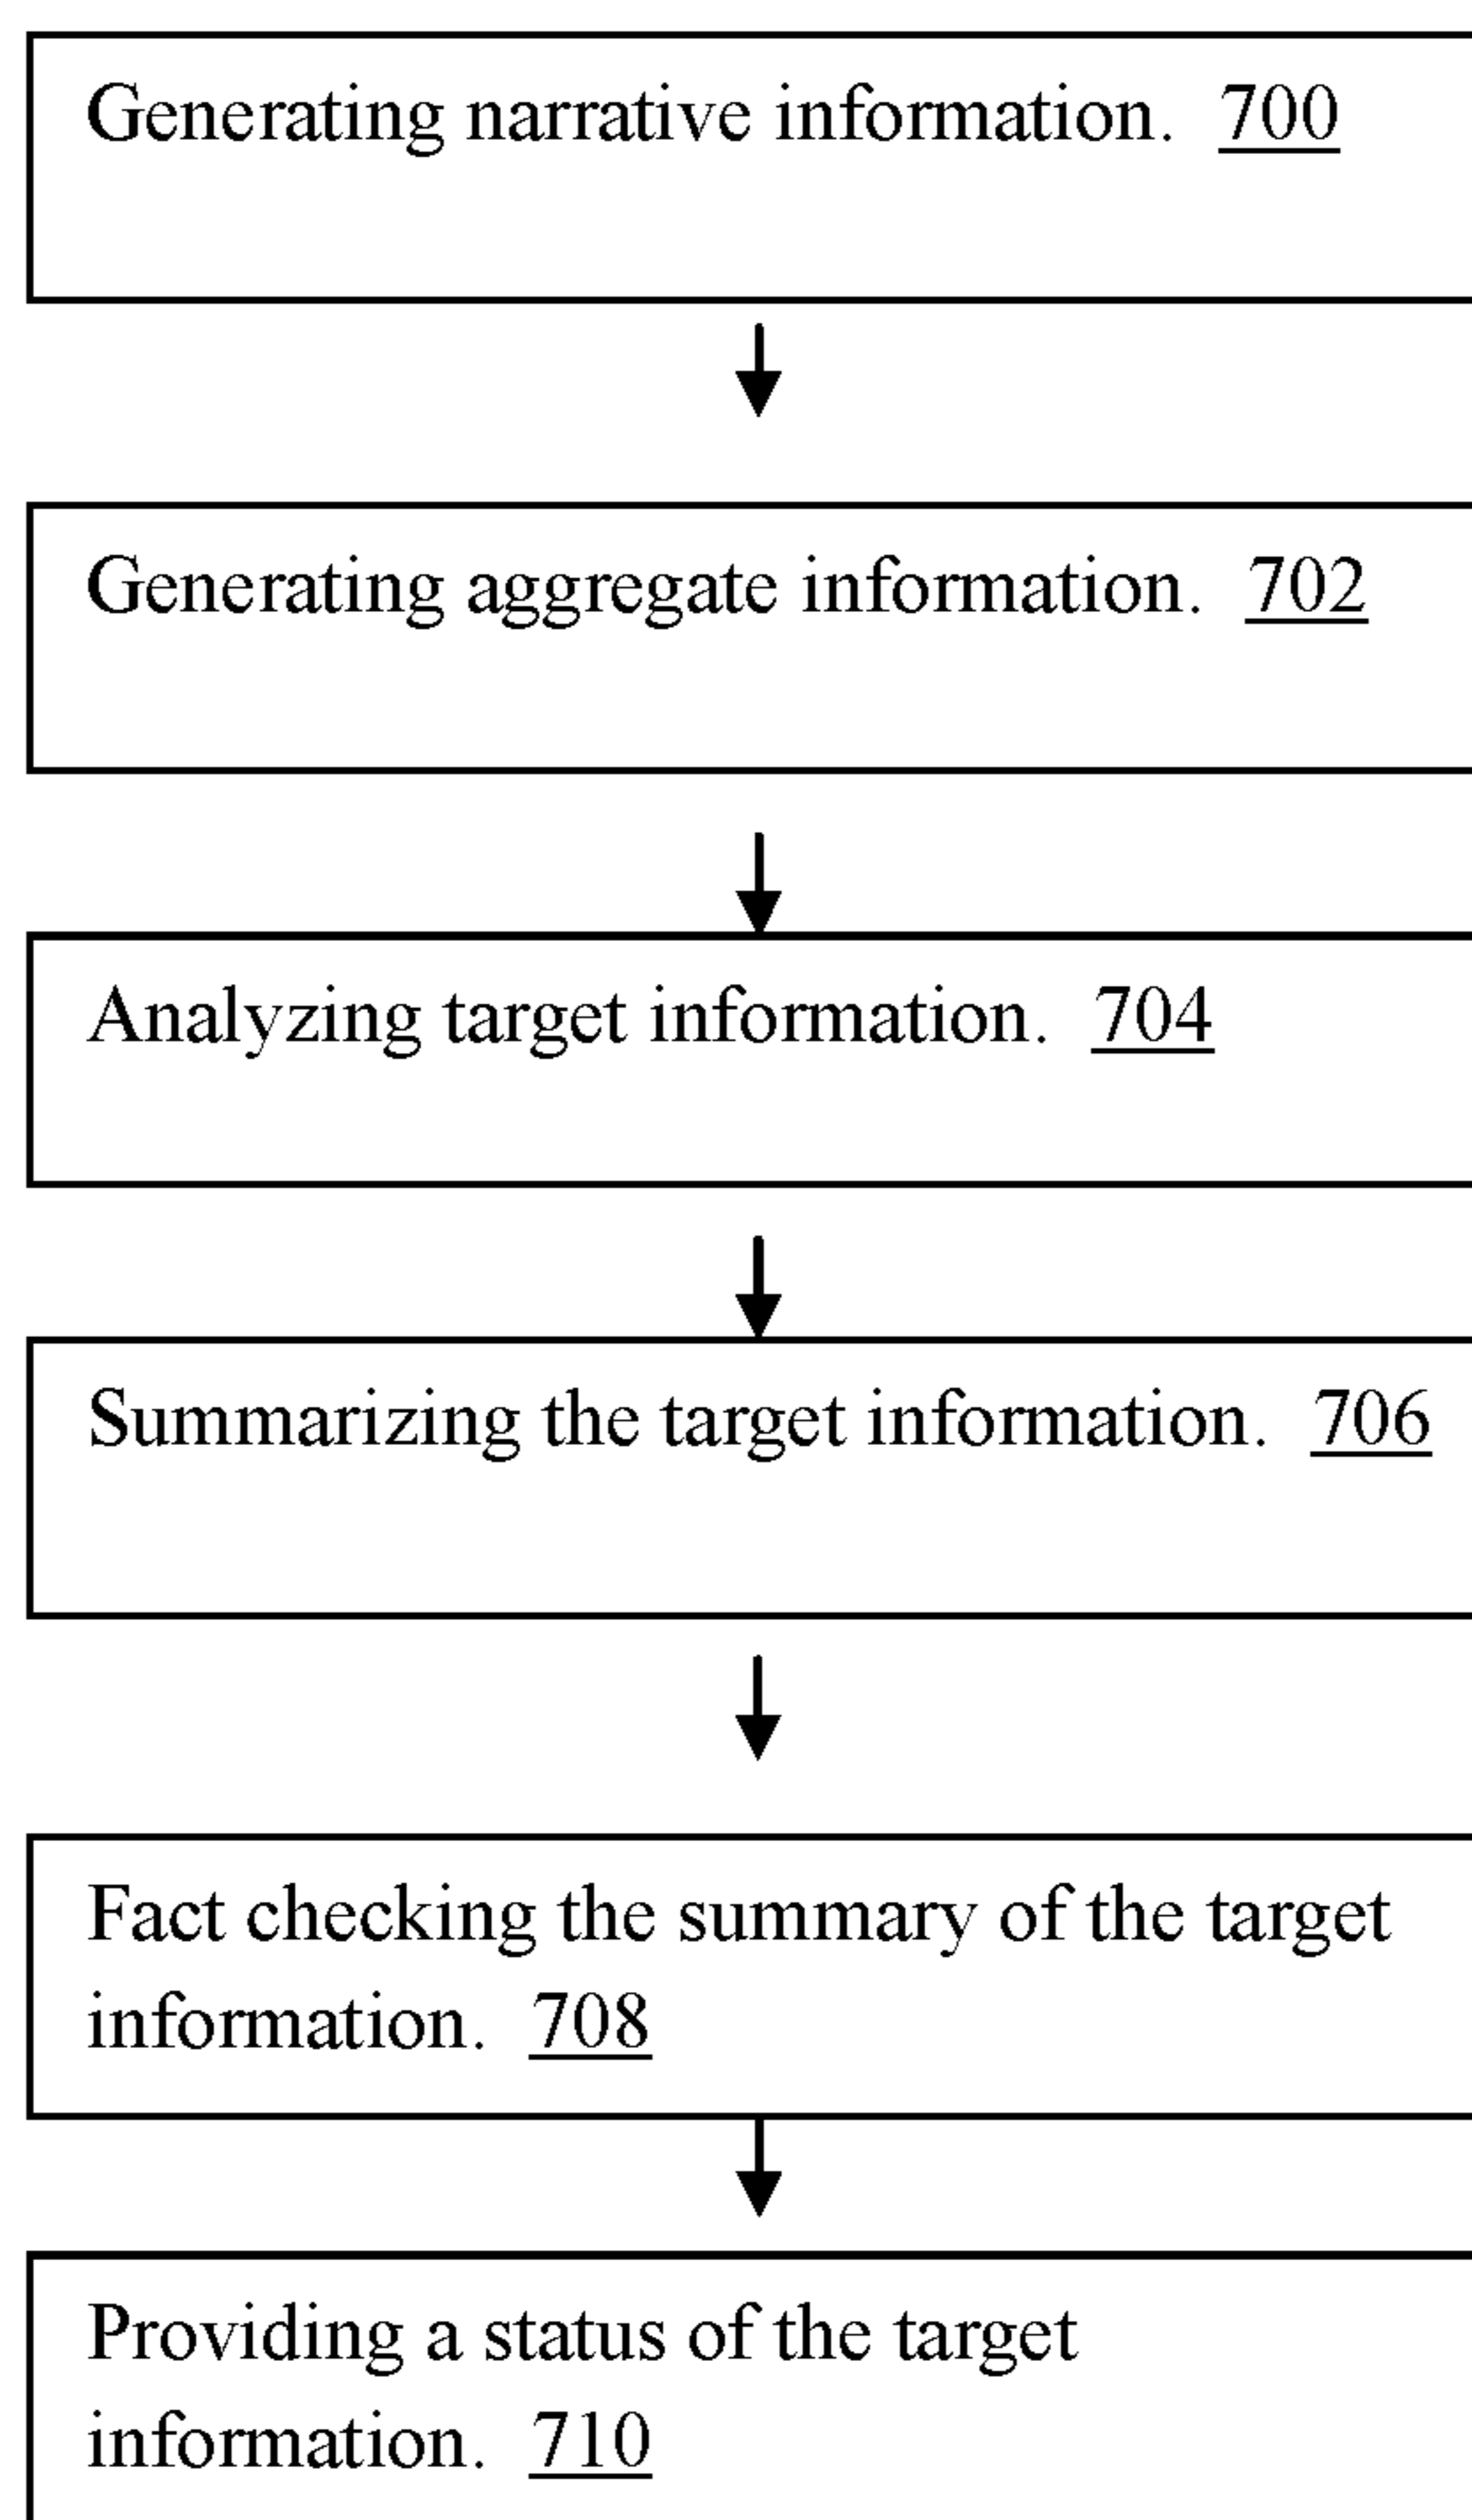 Generating narrative information. 700
Generating aggregate information. 702
Analyzing target information. 704
Summarizing the target information. 706
Fact checking the summary of the target
information. 708
Providing a status of the target
information. 710